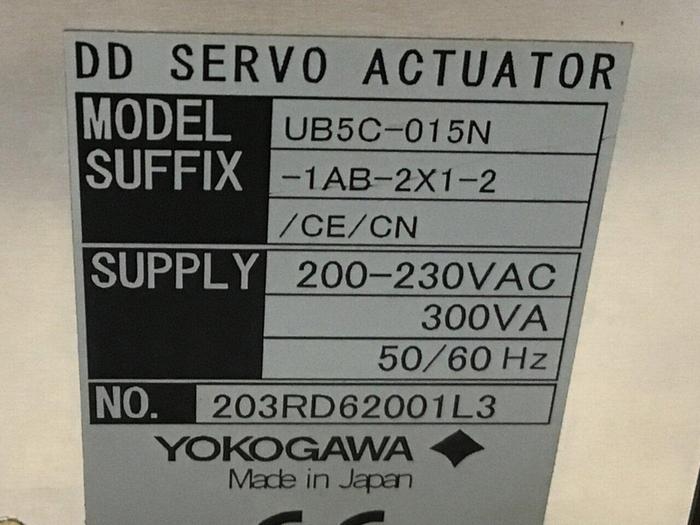 DD SERVO ACTUATOR
MODEL UB5C-015N
SUFFIX -1AB-2X1-2
/CE/CN
SUPPLY 200-230VAC
300VA
50/60 Hz
NO. 203RD62001L3
YOKOGAWA
Made in Japan
CE